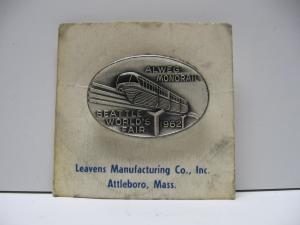 ALWEG
MONORAIL
SEATTLE
WORLD'S
FAIR
1962
Leavens Manufacturing Co., Inc.
Attleboro, Mass.